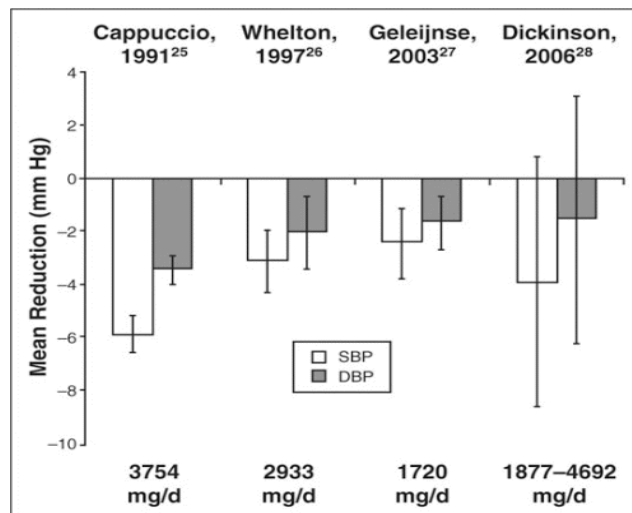 Cappuccio, Whelton, Geleijnse, Dickinson,
1991²⁵ 1997²⁶ 2003²⁷ 2006²⁸
Mean Reduction (mm Hg)
4
2
0
−2
−4
−6
−8
−10
SBP
DBP
3754 2933 1720 1877–4692
mg/d mg/d mg/d mg/d